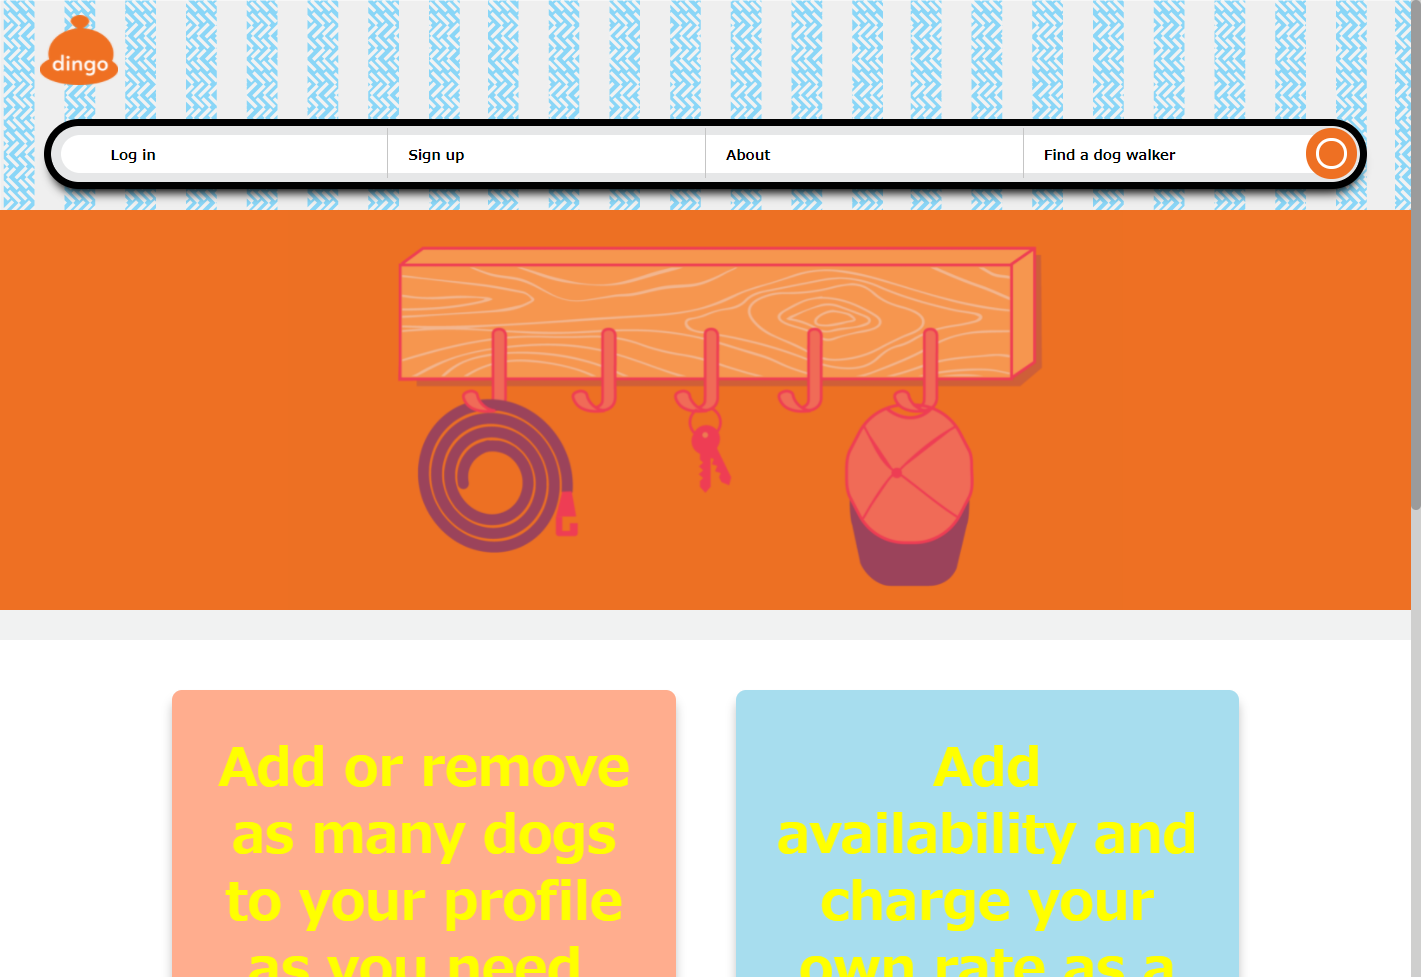 dingo
Log in
Sign up
About
Find a dog walker
Add or remove
as many dogs
to your profile
as you need.
Add
availability and
charge your
own rate as a